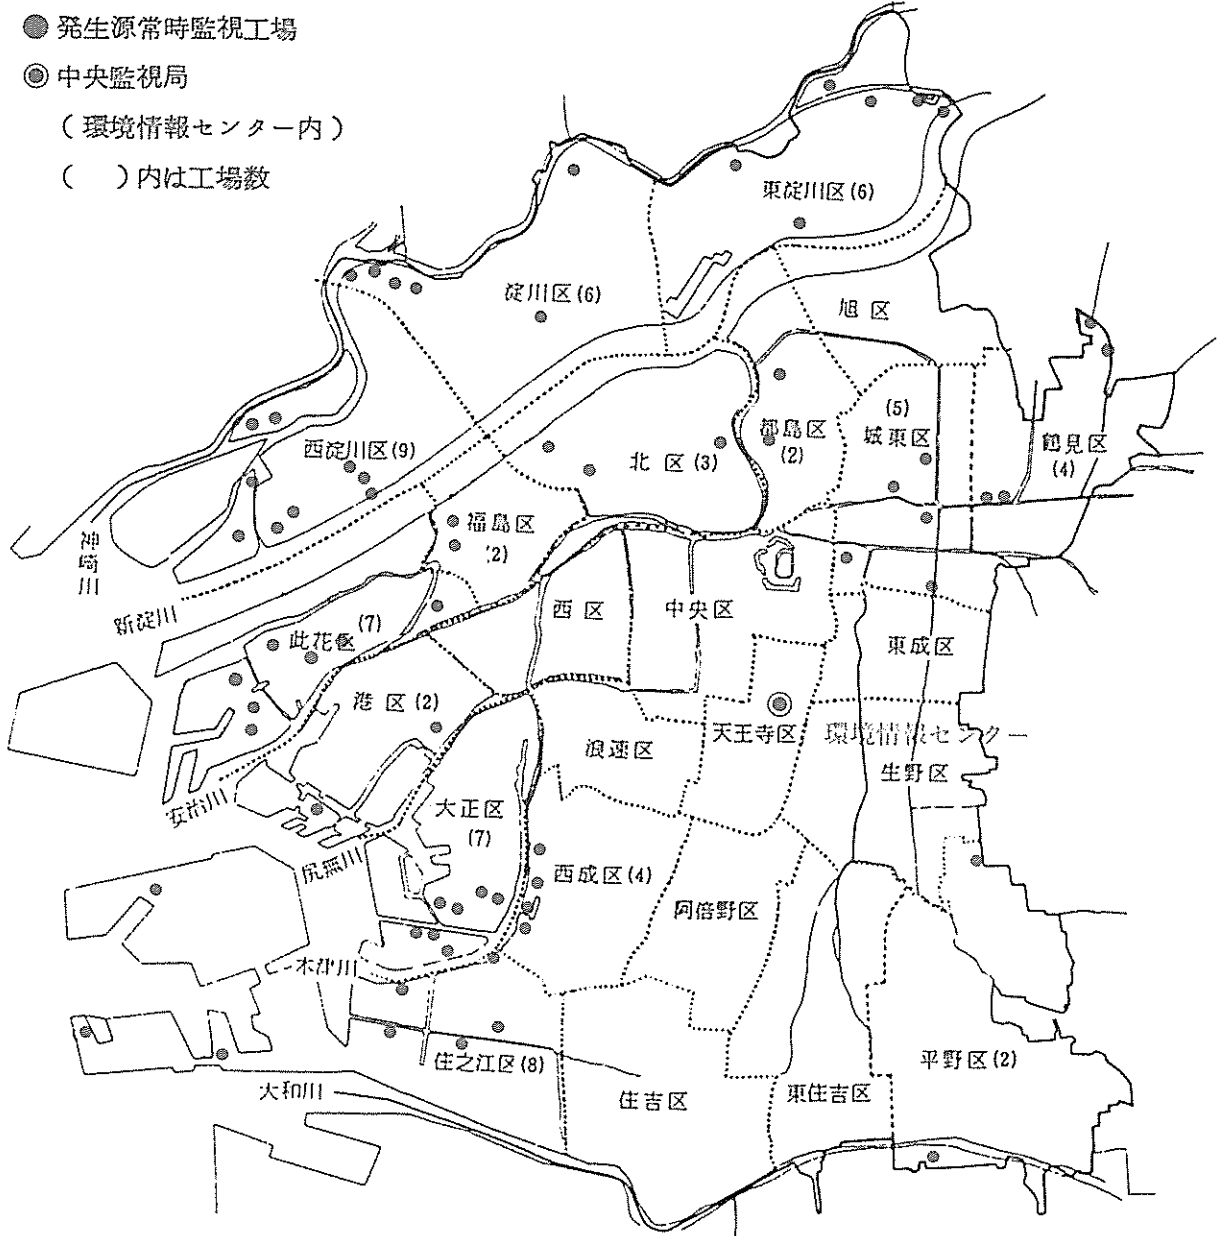 発生源常時監視工場
中央監視局
(環境情報センター内)
(　)内は工場数
東淀川区(6)
淀川区(6)
旭区
(5)
城東区
都島区
(2)
鶴見区
(4)
西淀川区(9)
北区(3)
福島区
(2)
新淀川
西区
中央区
此花区(7)
東成区
港区(2)
天王寺区
環境情報センター
浪速区
生野区
安治川
大正区
(7)
尻無川
西成区(4)
阿倍野区
木津川
住之江区(8)
平野区(2)
大和川
住吉区
東住吉区